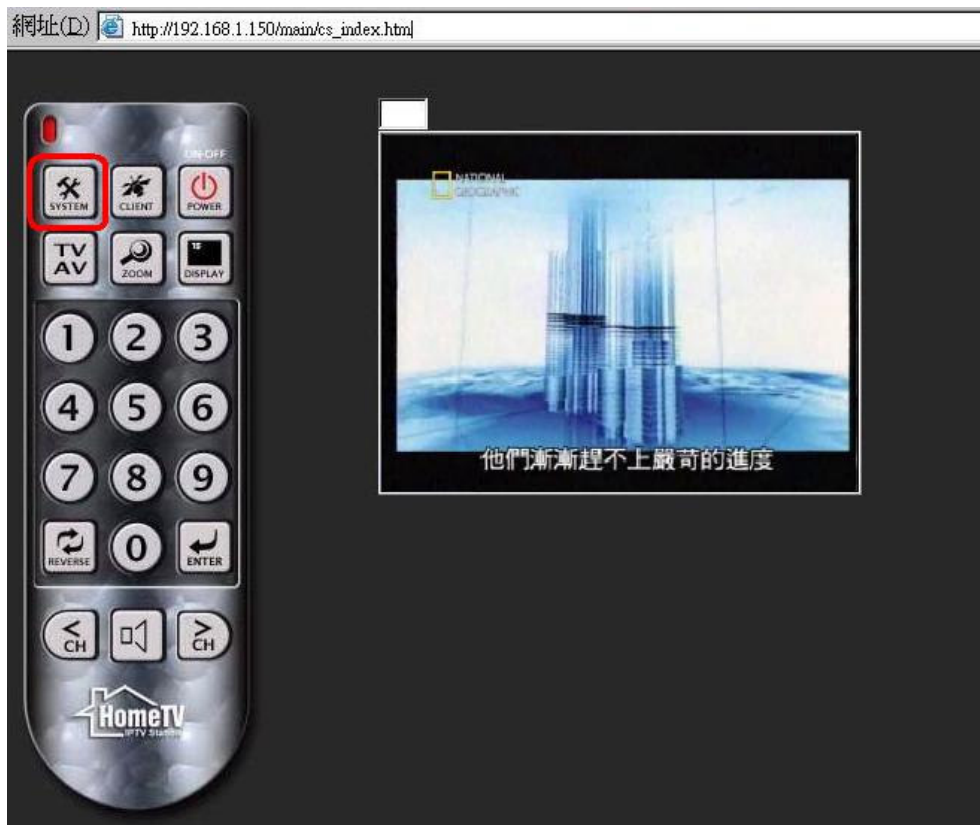 網址(D) http://192.168.1.150/main/cs_index.htm
ON-OFF
SYSTEM CLIENT POWER
TV AV ZOOM DISPLAY
1 2 3
4 5 6
7 8 9
REVERSE 0 ENTER
< CH > CH
HomeTV
IPTV Station
NATIONAL
GEOGRAPHIC
他們漸漸趕不上嚴苛的進度